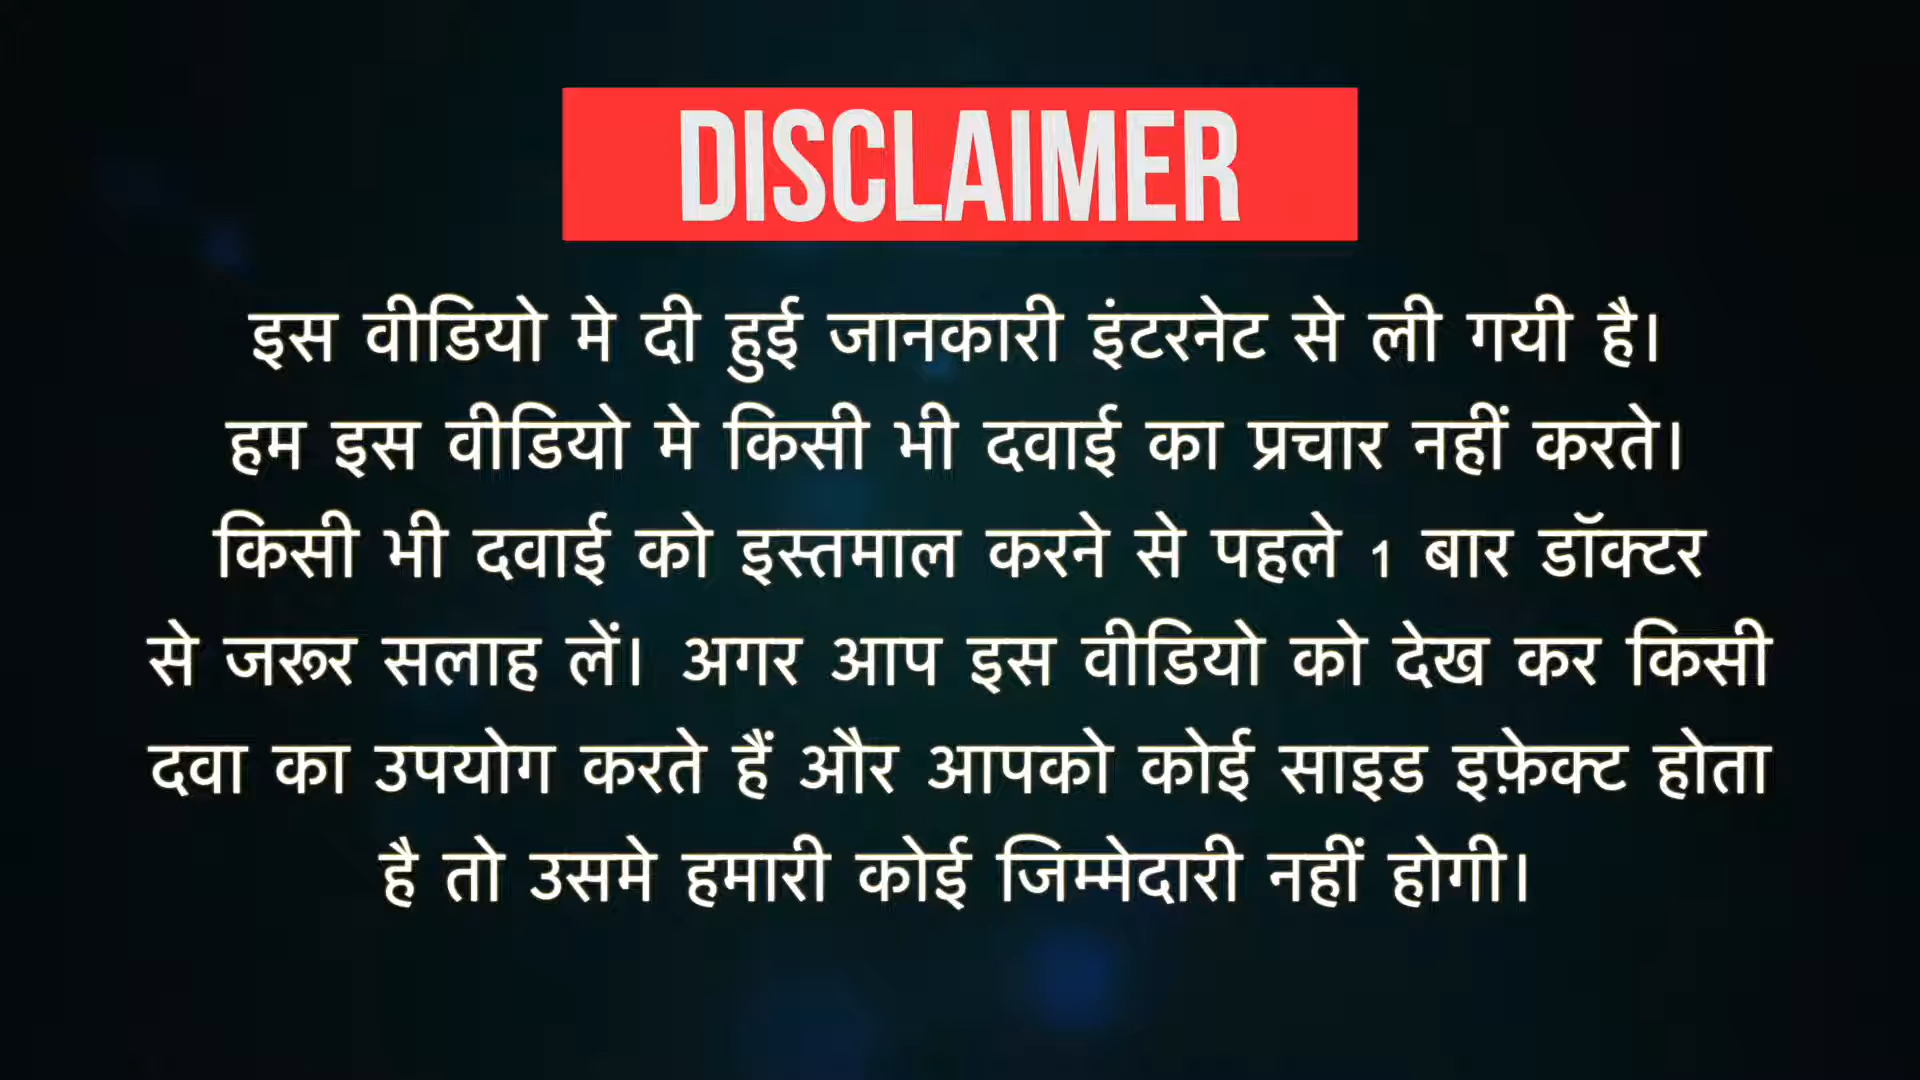 DISCLAIMER
इस वीडियो मे दी हुई जानकारी इंटरनेट से ली गयी है।
हम इस वीडियो मे किसी भी दवाई का प्रचार नहीं करते।
किसी भी दवाई को इस्तमाल करने से पहले 1 बार डॉक्टर
से जरूर सलाह लें। अगर आप इस वीडियो को देख कर किसी
दवा का उपयोग करते हैं और आपको कोई साइड इफ़ेक्ट होता
है तो उसमे हमारी कोई जिम्मेदारी नहीं होगी।